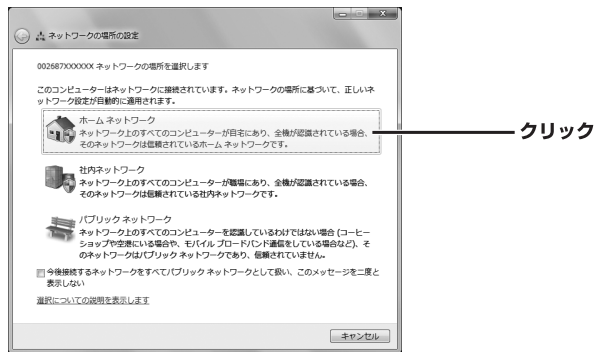 ネットワークの場所の設定
002687XXXXXX ネットワークの場所を選択します
このコンピューターはネットワークに接続されています。ネットワークの場所に基づいて、正しいネ
ットワーク設定が自動的に適用されます。
ホーム ネットワーク
ネットワーク上のすべてのコンピューターが自宅にあり、全機が認識されている場合、
そのネットワークは信頼されているホーム ネットワークです。
クリック
社内ネットワーク
ネットワーク上のすべてのコンピューターが職場にあり、全機が認識されている場合、
そのネットワークは信頼されている社内ネットワークです。
パブリック ネットワーク
ネットワーク上のすべてのコンピューターを認識しているわけではない場合 (コーヒー
ショップや空港にいる場合や、モバイル ブロードバンド通信をしている場合など)、そ
のネットワークはパブリック ネットワークであり、信頼されていません。
今後接続するネットワークをすべてパブリック ネットワークとして扱い、このメッセージを二度と
表示しない
選択についての説明を表示します
キャンセル